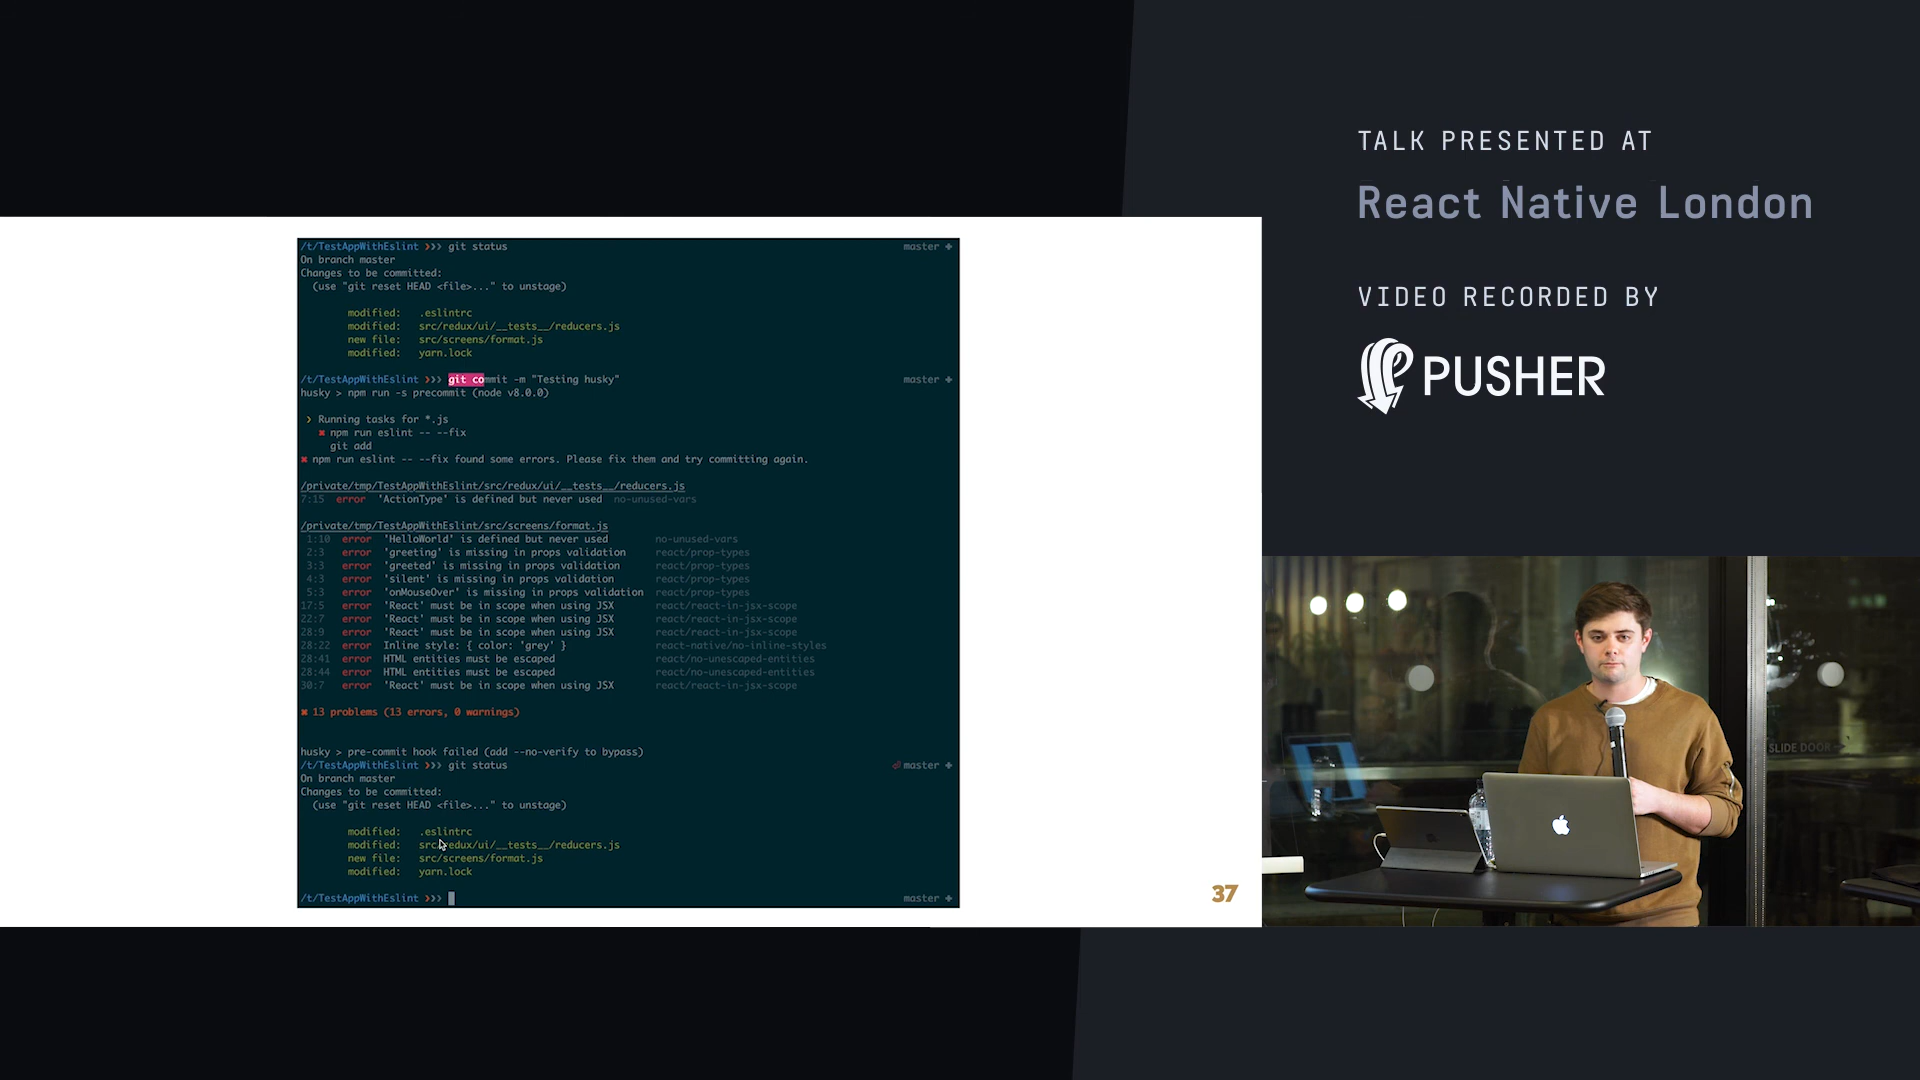 /t/TestAppWithEslint ❯❯❯ git status master ✚
On branch master
Changes to be committed:
(use "git reset HEAD <file>..." to unstage)
modified: .eslintrc
modified: src/redux/ui/__tests__/reducers.js
new file: src/screens/format.js
modified: yarn.lock
/t/TestAppWithEslint ❯❯❯ git commit -m "Testing husky" master ✚
husky > npm run -s precommit (node v8.0.0)
❯ Running tasks for *.js
✖ npm run eslint -- --fix
git add
✖ npm run eslint -- --fix found some errors. Please fix them and try committing again.
/private/tmp/TestAppWithEslint/src/redux/ui/__tests__/reducers.js
7:15 error 'ActionType' is defined but never used no-unused-vars
/private/tmp/TestAppWithEslint/src/screens/format.js
1:10 error 'HelloWorld' is defined but never used no-unused-vars
2:3 error 'greeting' is missing in props validation react/prop-types
3:3 error 'greeted' is missing in props validation react/prop-types
4:3 error 'silent' is missing in props validation react/prop-types
5:3 error 'onMouseOver' is missing in props validation react/prop-types
17:5 error 'React' must be in scope when using JSX react/react-in-jsx-scope
22:7 error 'React' must be in scope when using JSX react/react-in-jsx-scope
28:9 error 'React' must be in scope when using JSX react/react-in-jsx-scope
28:22 error Inline style: { color: 'grey' } react-native/no-inline-styles
28:41 error HTML entities must be escaped react/no-unescaped-entities
28:44 error HTML entities must be escaped react/no-unescaped-entities
30:7 error 'React' must be in scope when using JSX react/react-in-jsx-scope
✖ 13 problems (13 errors, 0 warnings)
husky > pre-commit hook failed (add --no-verify to bypass)
/t/TestAppWithEslint ❯❯❯ git status ⏎ master ✚
On branch master
Changes to be committed:
(use "git reset HEAD <file>..." to unstage)
modified: .eslintrc
modified: src/redux/ui/__tests__/reducers.js
new file: src/screens/format.js
modified: yarn.lock
/t/TestAppWithEslint ❯❯❯ master ✚
37
TALK PRESENTED AT
React Native London
VIDEO RECORDED BY
PUSHER
SLIDE DOOR